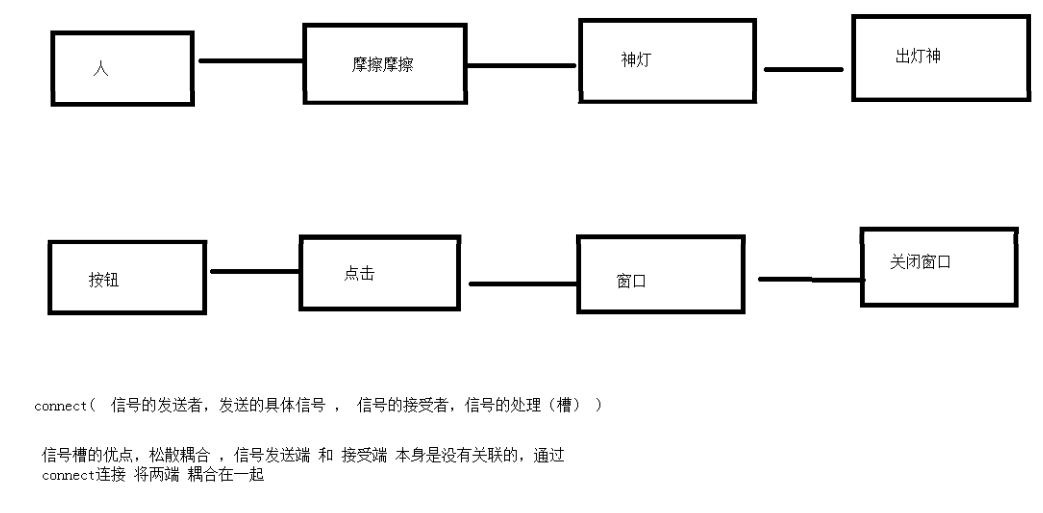 人
摩擦摩擦
神灯
出灯神
按钮
点击
窗口
关闭窗口
connect( 信号的发送者，发送的具体信号 ， 信号的接受者，信号的处理（槽） )
信号槽的优点，松散耦合 ，信号发送端 和 接受端 本身是没有关联的，通过
connect连接 将两端 耦合在一起